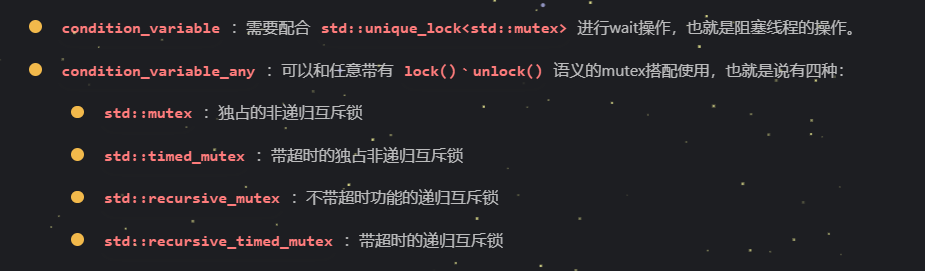 condition_variable ：需要配合 std::unique_lock<std::mutex> 进行wait操作，也就是阻塞线程的操作。
condition_variable_any ：可以和任意带有 lock()、unlock() 语义的mutex搭配使用，也就是说有四种：
std::mutex ：独占的非递归互斥锁
std::timed_mutex ：带超时的独占非递归互斥锁
std::recursive_mutex ：不带超时功能的递归互斥锁
std::recursive_timed_mutex ：带超时的递归互斥锁